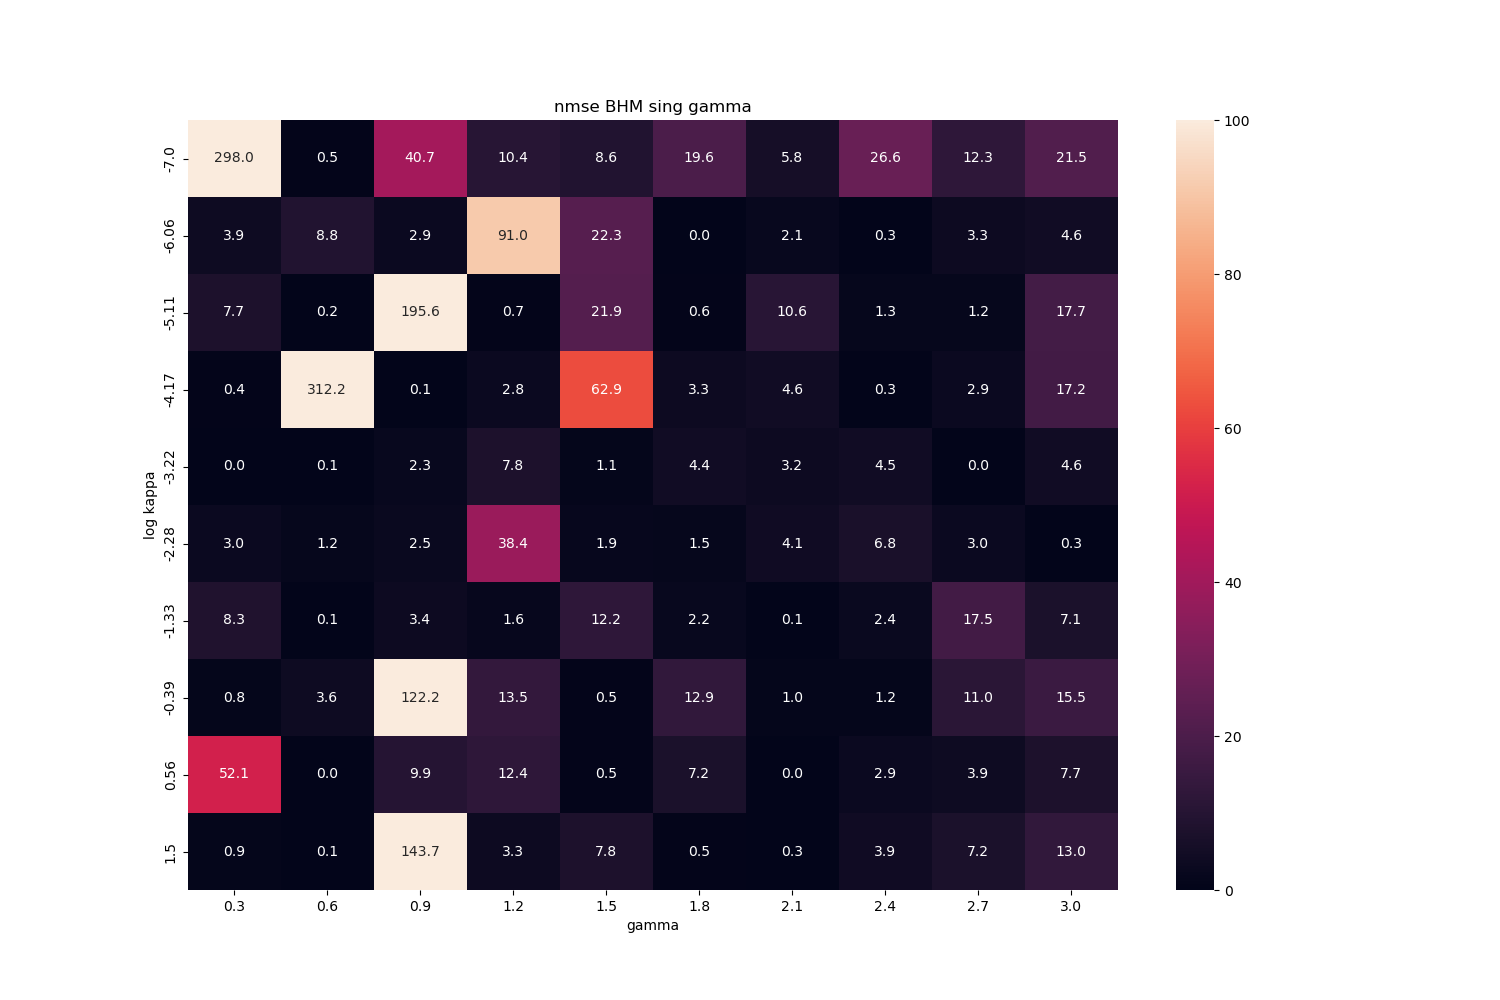 nmse BHM sing gamma
-7.0 298.0 0.5 40.7 10.4 8.6 19.6 5.8 26.6 12.3 21.5
-6.06 3.9 8.8 2.9 91.0 22.3 0.0 2.1 0.3 3.3 4.6
-5.11 7.7 0.2 195.6 0.7 21.9 0.6 10.6 1.3 1.2 17.7
-4.17 0.4 312.2 0.1 2.8 62.9 3.3 4.6 0.3 2.9 17.2
-3.22 0.0 0.1 2.3 7.8 1.1 4.4 3.2 4.5 0.0 4.6
-2.28 3.0 1.2 2.5 38.4 1.9 1.5 4.1 6.8 3.0 0.3
-1.33 8.3 0.1 3.4 1.6 12.2 2.2 0.1 2.4 17.5 7.1
-0.39 0.8 3.6 122.2 13.5 0.5 12.9 1.0 1.2 11.0 15.5
0.56 52.1 0.0 9.9 12.4 0.5 7.2 0.0 2.9 3.9 7.7
1.5 0.9 0.1 143.7 3.3 7.8 0.5 0.3 3.9 7.2 13.0
0.3 0.6 0.9 1.2 1.5 1.8 2.1 2.4 2.7 3.0
gamma
log kappa
100
80
60
40
20
0